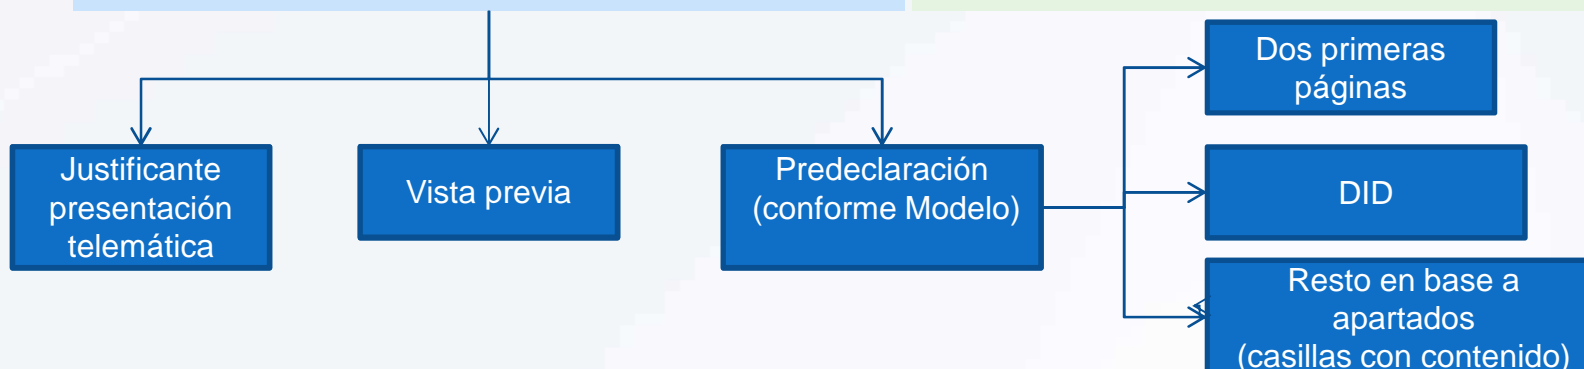 Justificante
presentación
telemática
Vista previa
Predeclaración
(conforme Modelo)
Dos primeras
páginas
DID
Resto en base a
apartados
(casillas con contenido)